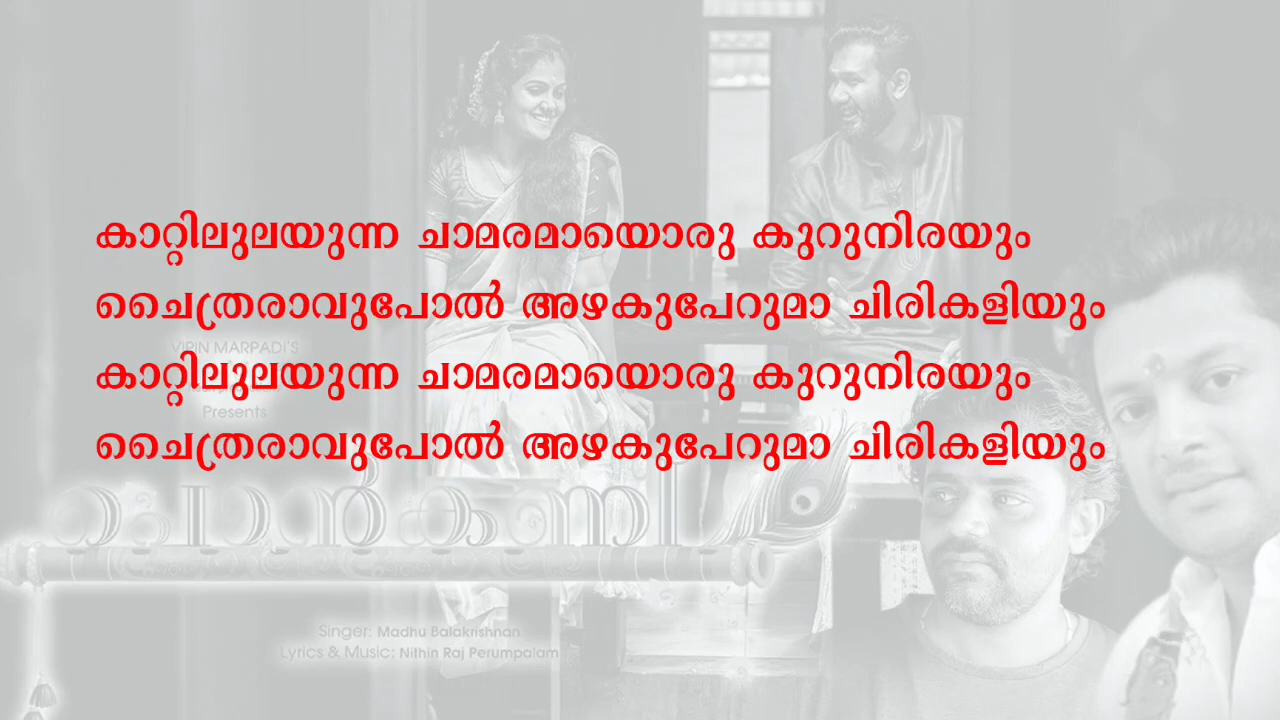 കാറ്റിലുലയുന്ന ചാമരമായൊരു കുറുനിരയും
ചൈത്രരാവുപോൽ അഴകുപേറുമാ ചിരികളിയും
കാറ്റിലുലയുന്ന ചാമരമായൊരു കുറുനിരയും
ചൈത്രരാവുപോൽ അഴകുപേറുമാ ചിരികളിയും
VIPIN MARPADI'S
Presents
പൊൻകണി
Singer: Madhu Balakrishnan
Lyrics & Music: Nithin Raj Perumpalam